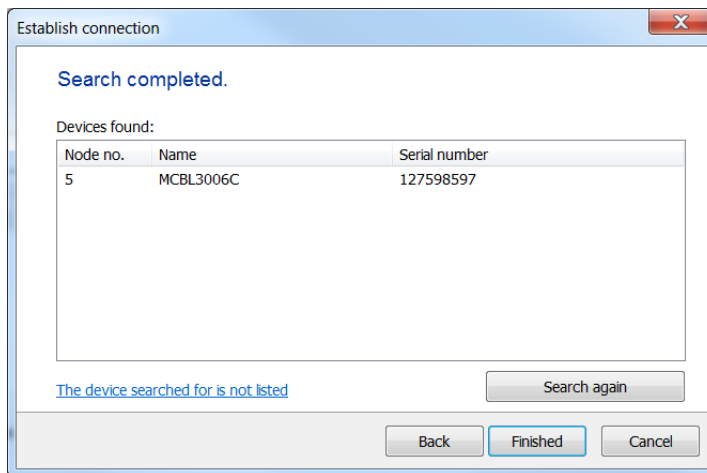 Establish connection
Search completed.
Devices found:
Node no. Name Serial number
5 MCBL3006C 127598597
The device searched for is not listed
Search again
Back Finished Cancel